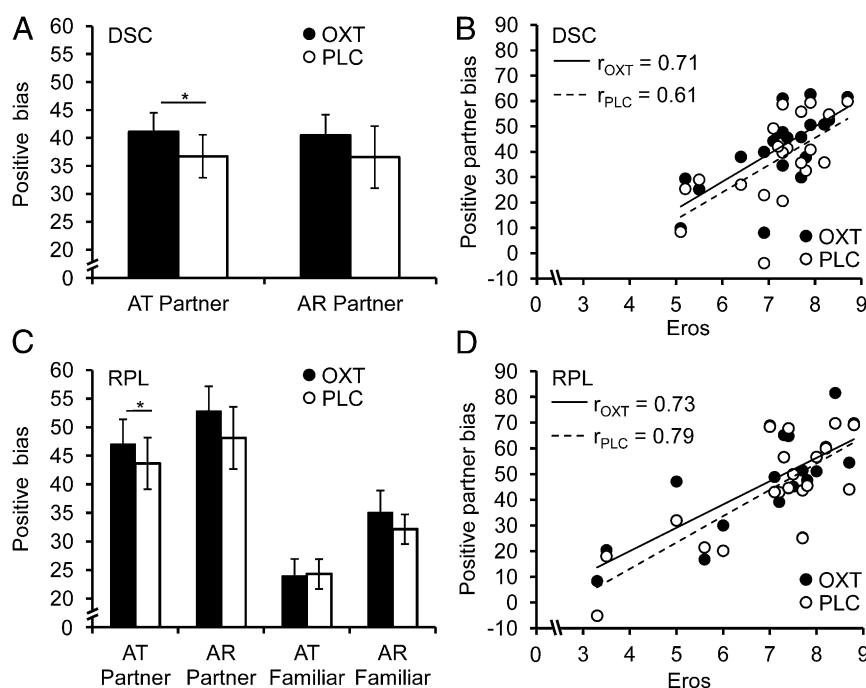 A
DSC
OXT
PLC
Positive bias
60
55
50
45
40
35
30
25
20
0
*
AT Partner
AR Partner
B
DSC
rOXT = 0.71
rPLC = 0.61
Positive partner bias
90
80
70
60
50
40
30
20
10
0
-10
OXT
PLC
0
3
4
5
6
7
8
9
Eros
C
RPL
OXT
PLC
Positive bias
60
55
50
45
40
35
30
25
20
0
*
AT
Partner
AR
Partner
AT
Familiar
AR
Familiar
D
RPL
rOXT = 0.73
rPLC = 0.79
Positive partner bias
90
80
70
60
50
40
30
20
10
0
-10
OXT
PLC
0
3
4
5
6
7
8
9
Eros